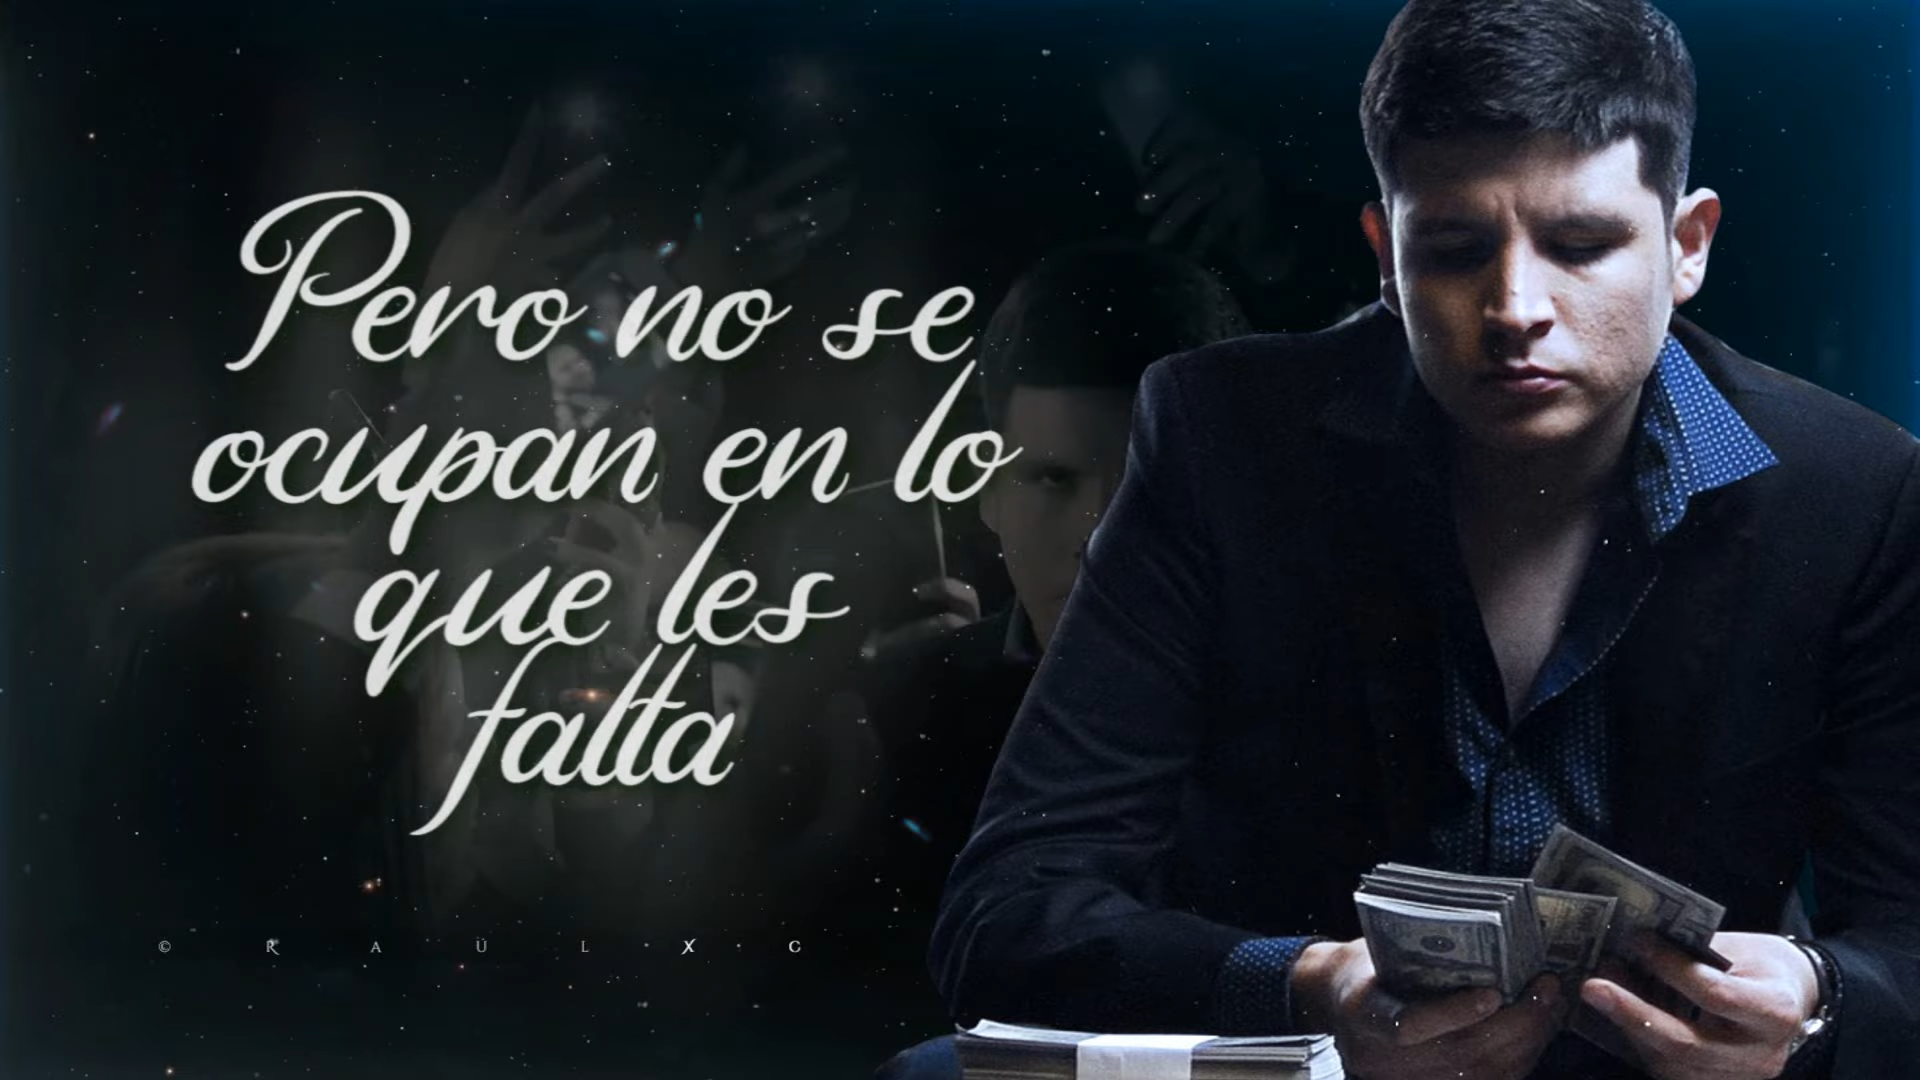 Pero no se
ocupan en lo
que les
falta
© R A Ú L X G